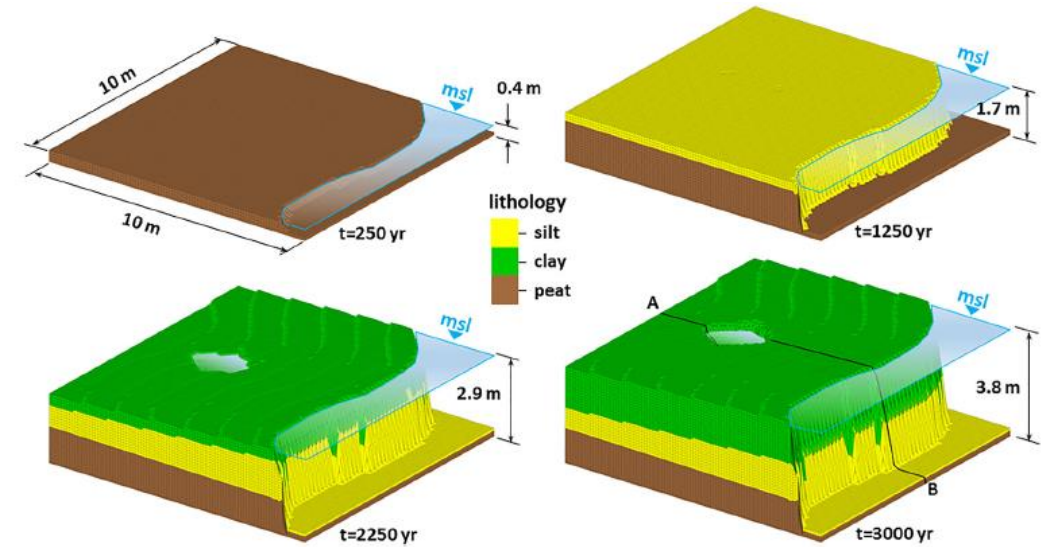 10 m
10 m
msl
0.4 m
t=250 yr
msl
1.7 m
t=1250 yr
lithology
silt
clay
peat
msl
2.9 m
t=2250 yr
A
msl
3.8 m
B
t=3000 yr